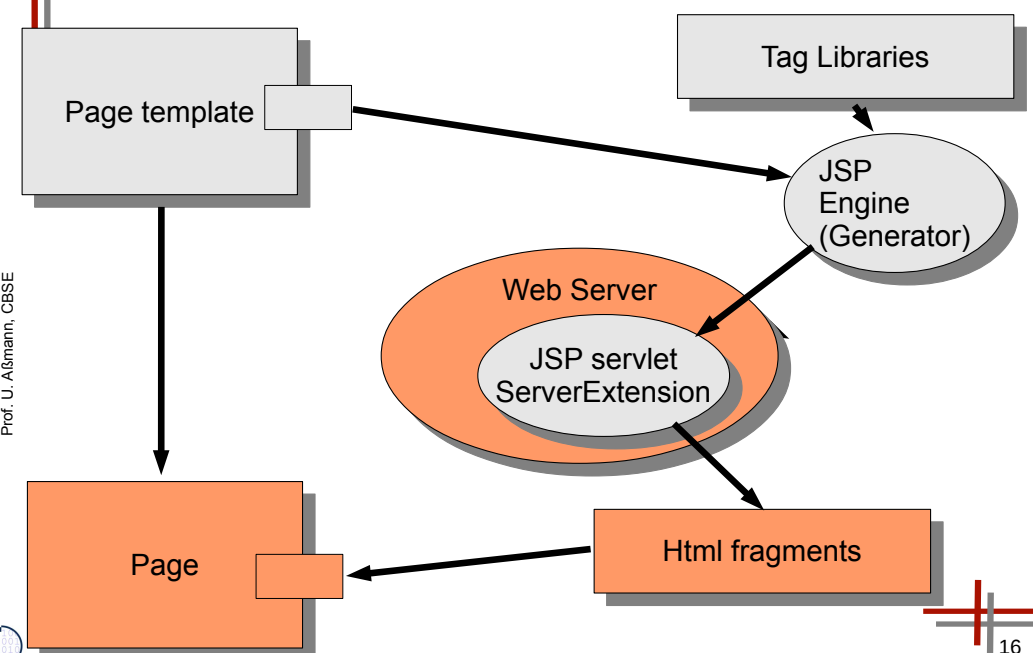 Tag Libraries
Page template
JSP
Engine
(Generator)
Web Server
JSP servlet
ServerExtension
Prof. U. Aßmann, CBSE
Page
Html fragments
16